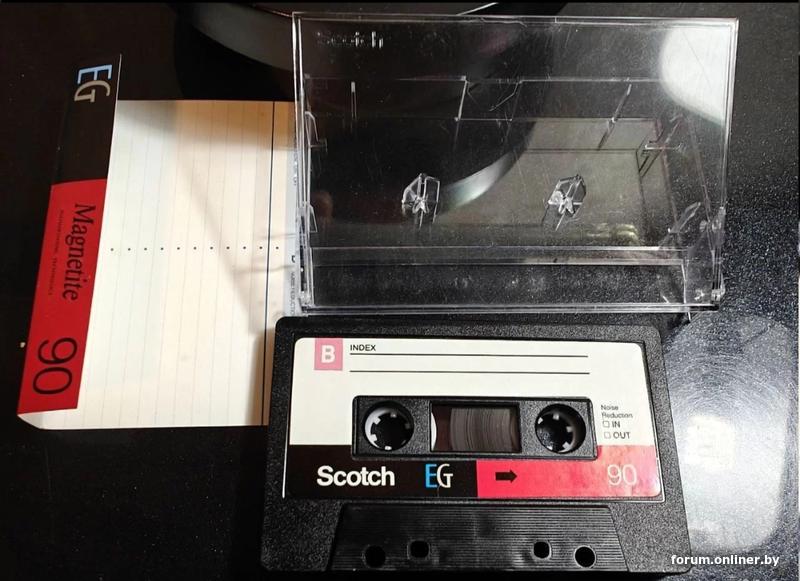 Scotch
EG
Magnetite
90
B
INDEX
Noise
Reduction
IN
OUT
Scotch EG 90
forum.onliner.by